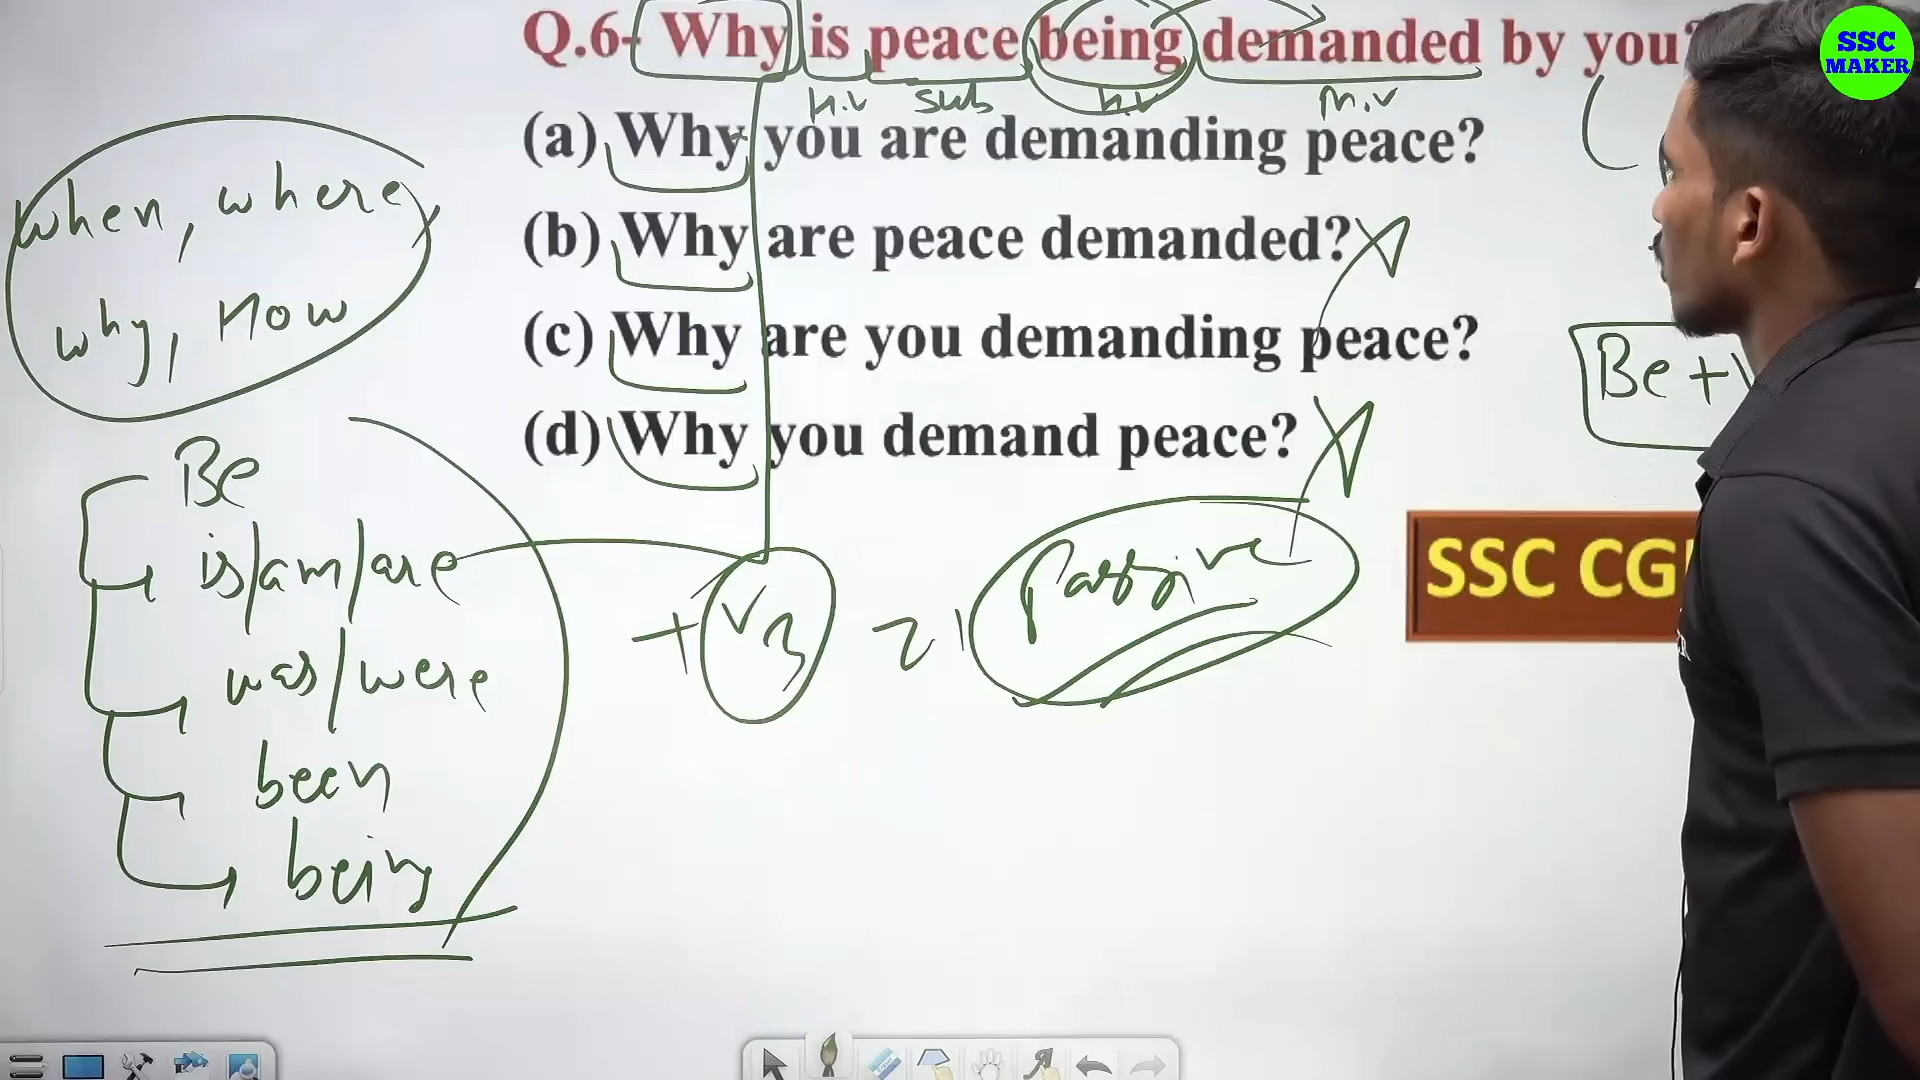 Q.6- Why is peace being demanded by you?
H.V sub h.v m.v
(a) Why you are demanding peace?
(b) Why are peace demanded?
(c) Why are you demanding peace?
(d) Why you demand peace?
when, where
why, How
Be
is/am/are
was/were
been
being
+ V3 = Passive
Be +
SSC CG
SSC
MAKER